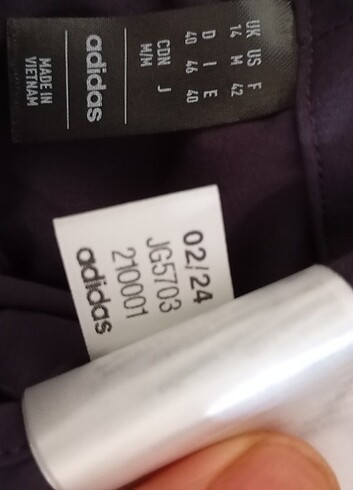 UK US F
14 M 42
D I E
40 46 40
CDN J
M/M
adidas
MADE IN
VIETNAM
02/24
JG5703
210001
adidas